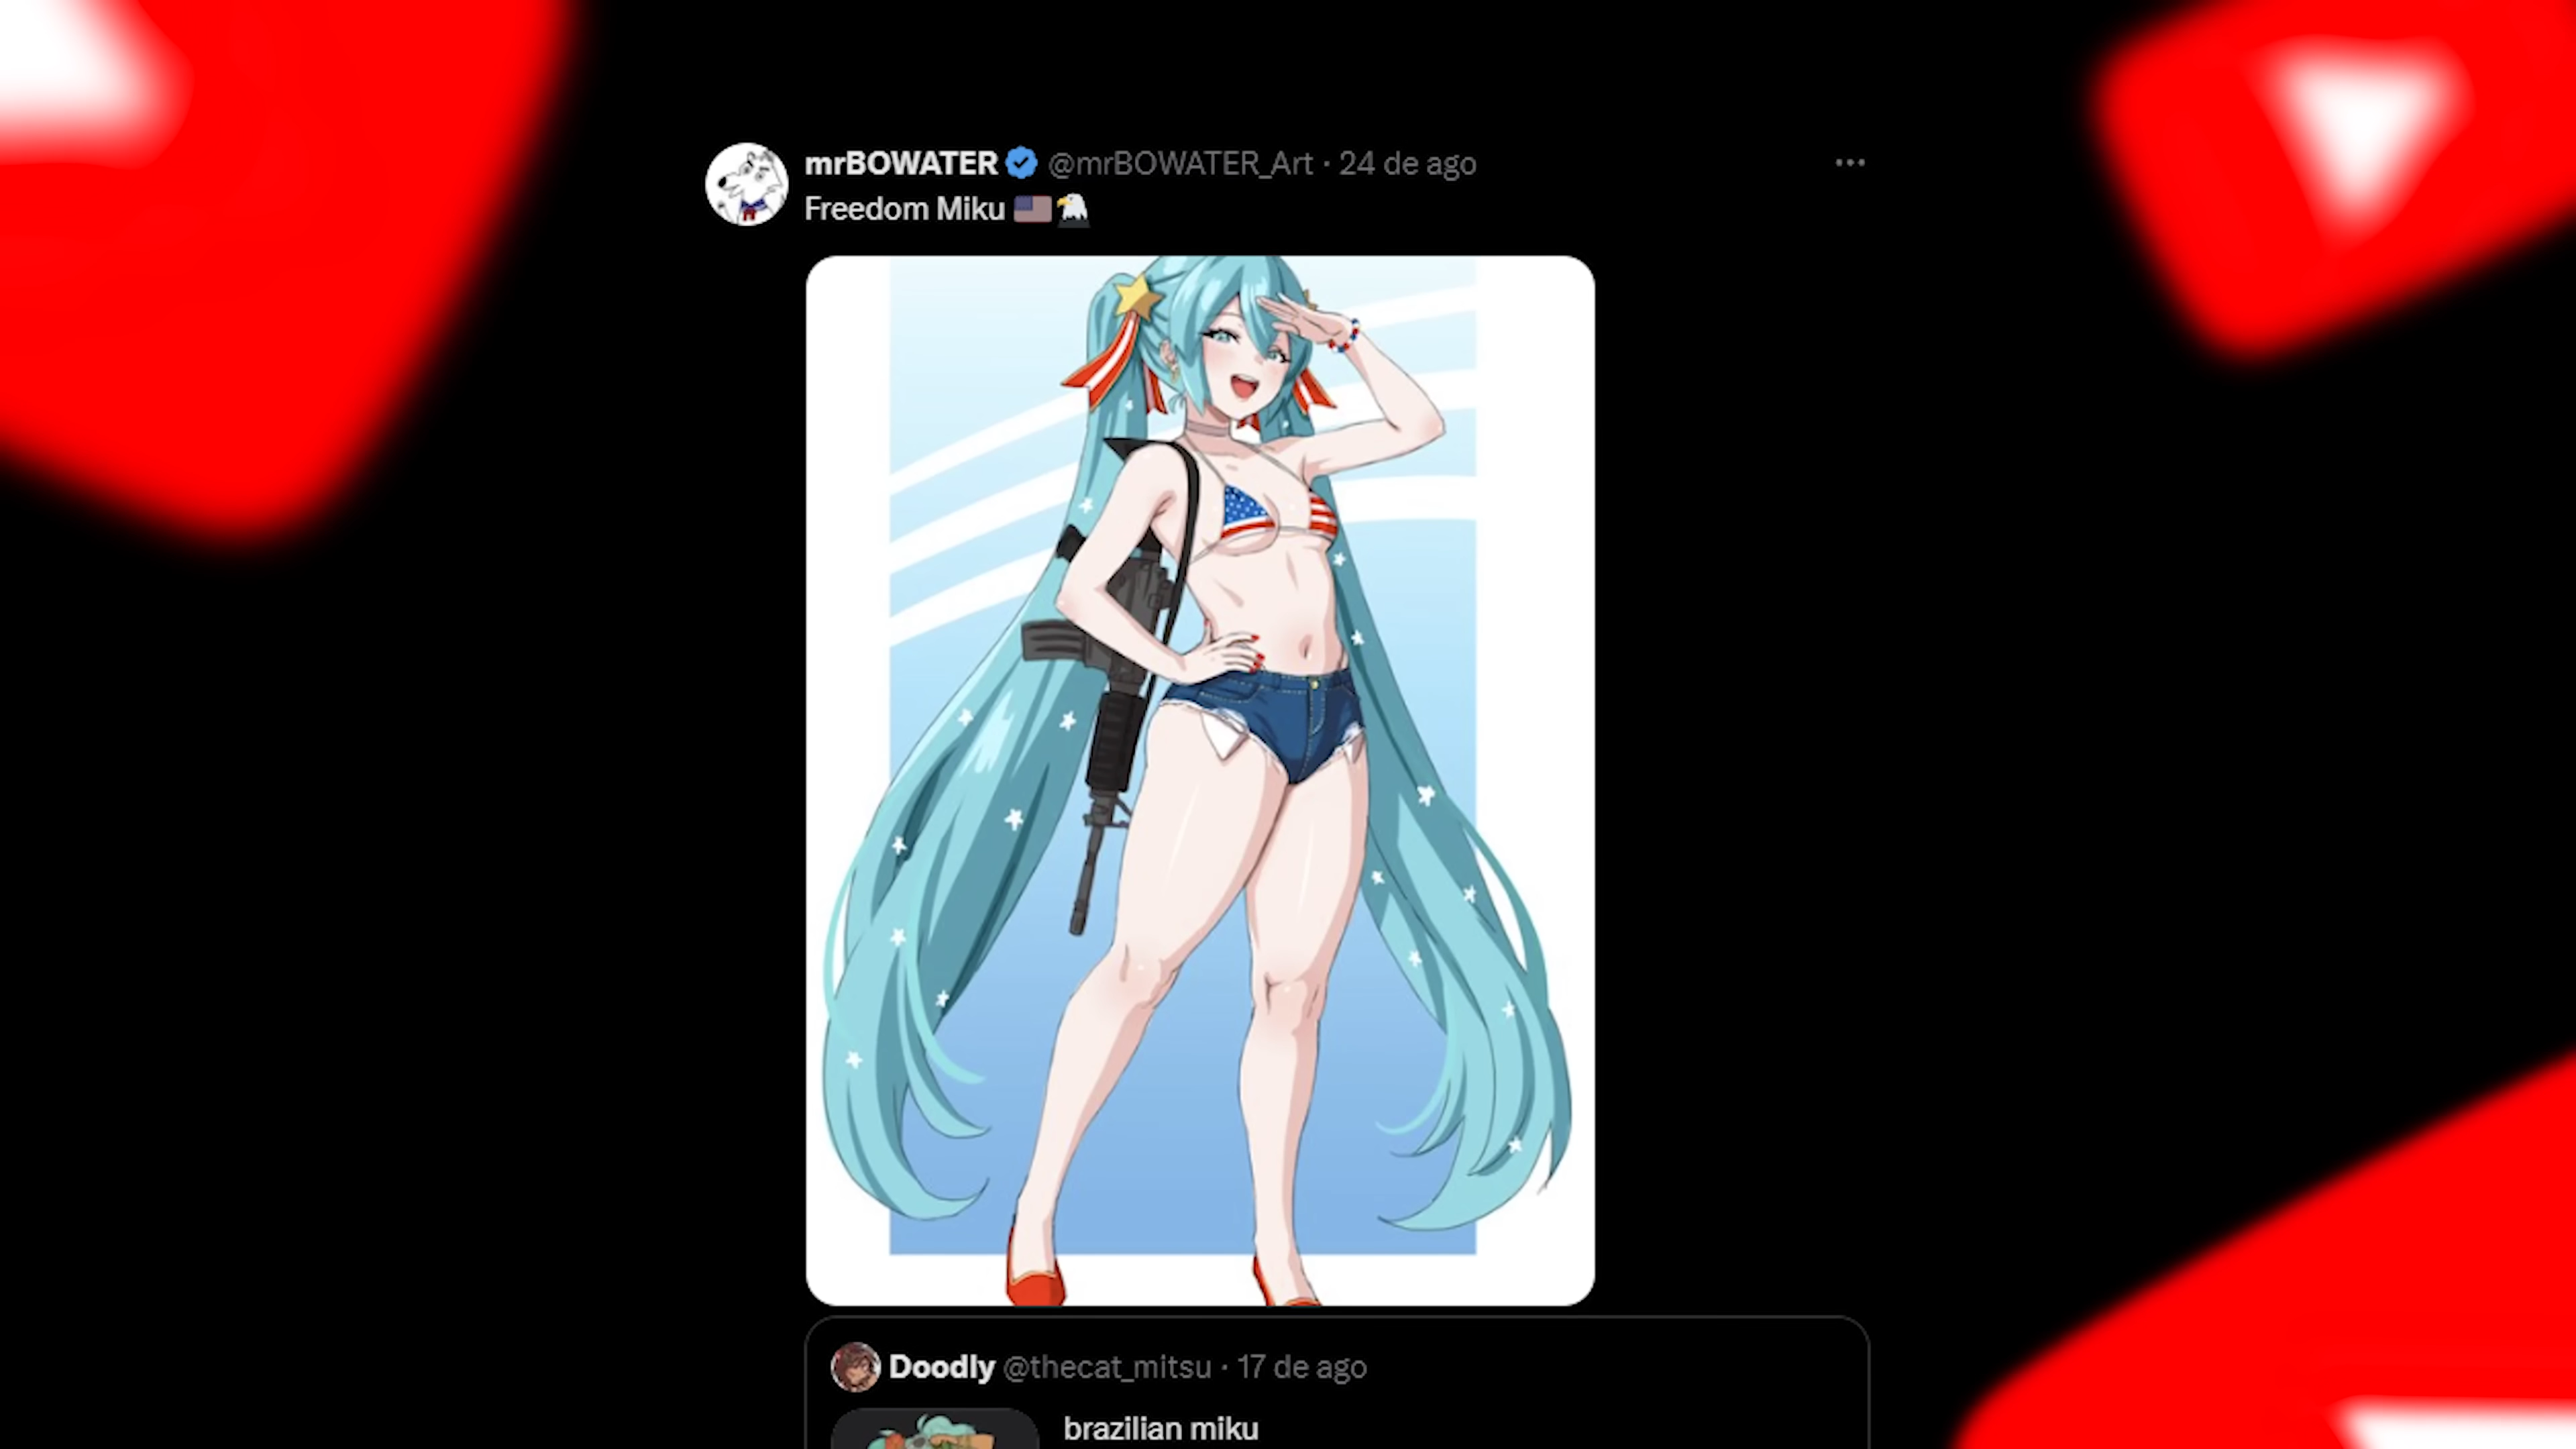 mrBOWATER @mrBOWATER_Art · 24 de ago
Freedom Miku 🇺🇸🦅
Doodly @thecat_mitsu · 17 de ago
brazilian miku